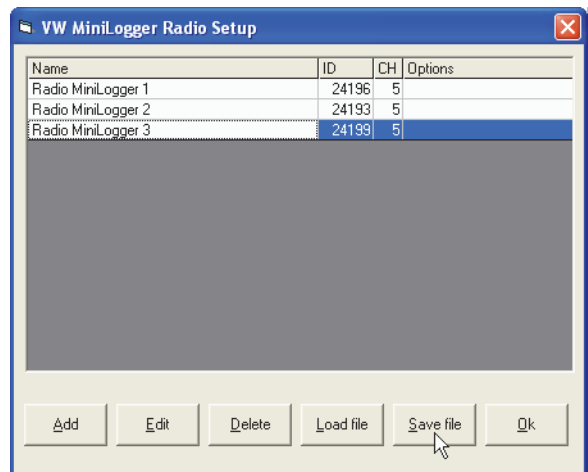 VW MiniLogger Radio Setup
Name ID CH Options
Radio MiniLogger 1 24196 5
Radio MiniLogger 2 24193 5
Radio MiniLogger 3 24199 5
Add Edit Delete Load file Save file Ok